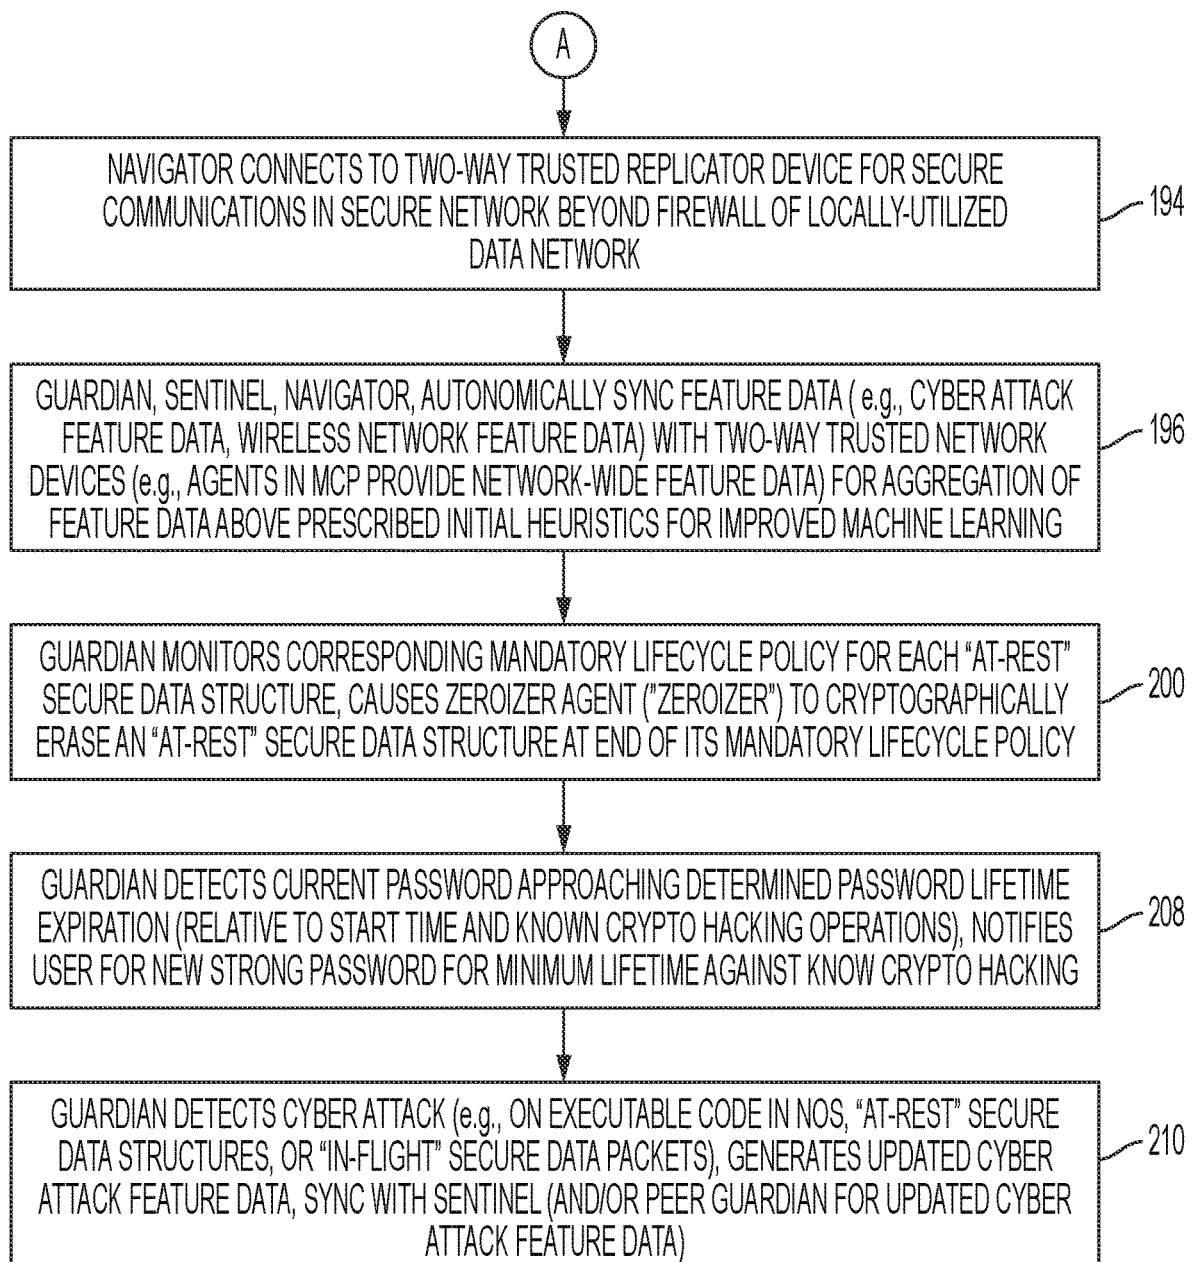 A
NAVIGATOR CONNECTS TO TWO-WAY TRUSTED REPLICATOR DEVICE FOR SECURE
COMMUNICATIONS IN SECURE NETWORK BEYOND FIREWALL OF LOCALLY-UTILIZED
DATA NETWORK
194
GUARDIAN, SENTINEL, NAVIGATOR, AUTONOMICALLY SYNC FEATURE DATA ( e.g., CYBER ATTACK
FEATURE DATA, WIRELESS NETWORK FEATURE DATA) WITH TWO-WAY TRUSTED NETWORK
DEVICES (e.g., AGENTS IN MCP PROVIDE NETWORK-WIDE FEATURE DATA) FOR AGGREGATION OF
FEATURE DATA ABOVE PRESCRIBED INITIAL HEURISTICS FOR IMPROVED MACHINE LEARNING
196
GUARDIAN MONITORS CORRESPONDING MANDATORY LIFECYCLE POLICY FOR EACH “AT-REST”
SECURE DATA STRUCTURE, CAUSES ZEROIZER AGENT (”ZEROIZER”) TO CRYPTOGRAPHICALLY
ERASE AN “AT-REST” SECURE DATA STRUCTURE AT END OF ITS MANDATORY LIFECYCLE POLICY
200
GUARDIAN DETECTS CURRENT PASSWORD APPROACHING DETERMINED PASSWORD LIFETIME
EXPIRATION (RELATIVE TO START TIME AND KNOWN CRYPTO HACKING OPERATIONS), NOTIFIES
USER FOR NEW STRONG PASSWORD FOR MINIMUM LIFETIME AGAINST KNOW CRYPTO HACKING
208
GUARDIAN DETECTS CYBER ATTACK (e.g., ON EXECUTABLE CODE IN NOS, “AT-REST” SECURE
DATA STRUCTURES, OR “IN-FLIGHT” SECURE DATA PACKETS), GENERATES UPDATED CYBER
ATTACK FEATURE DATA, SYNC WITH SENTINEL (AND/OR PEER GUARDIAN FOR UPDATED CYBER
ATTACK FEATURE DATA)
210